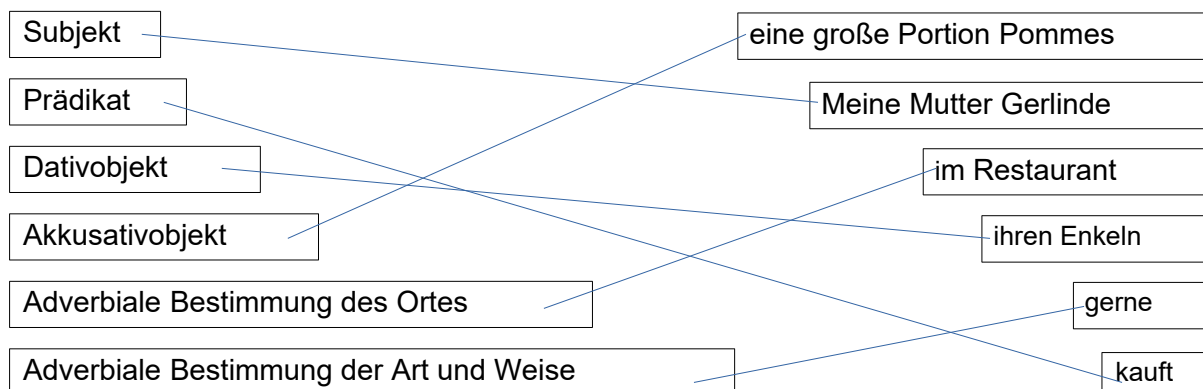 Subjekt
eine große Portion Pommes
Prädikat
Meine Mutter Gerlinde
Dativobjekt
im Restaurant
Akkusativobjekt
ihren Enkeln
Adverbiale Bestimmung des Ortes
gerne
Adverbiale Bestimmung der Art und Weise
kauft